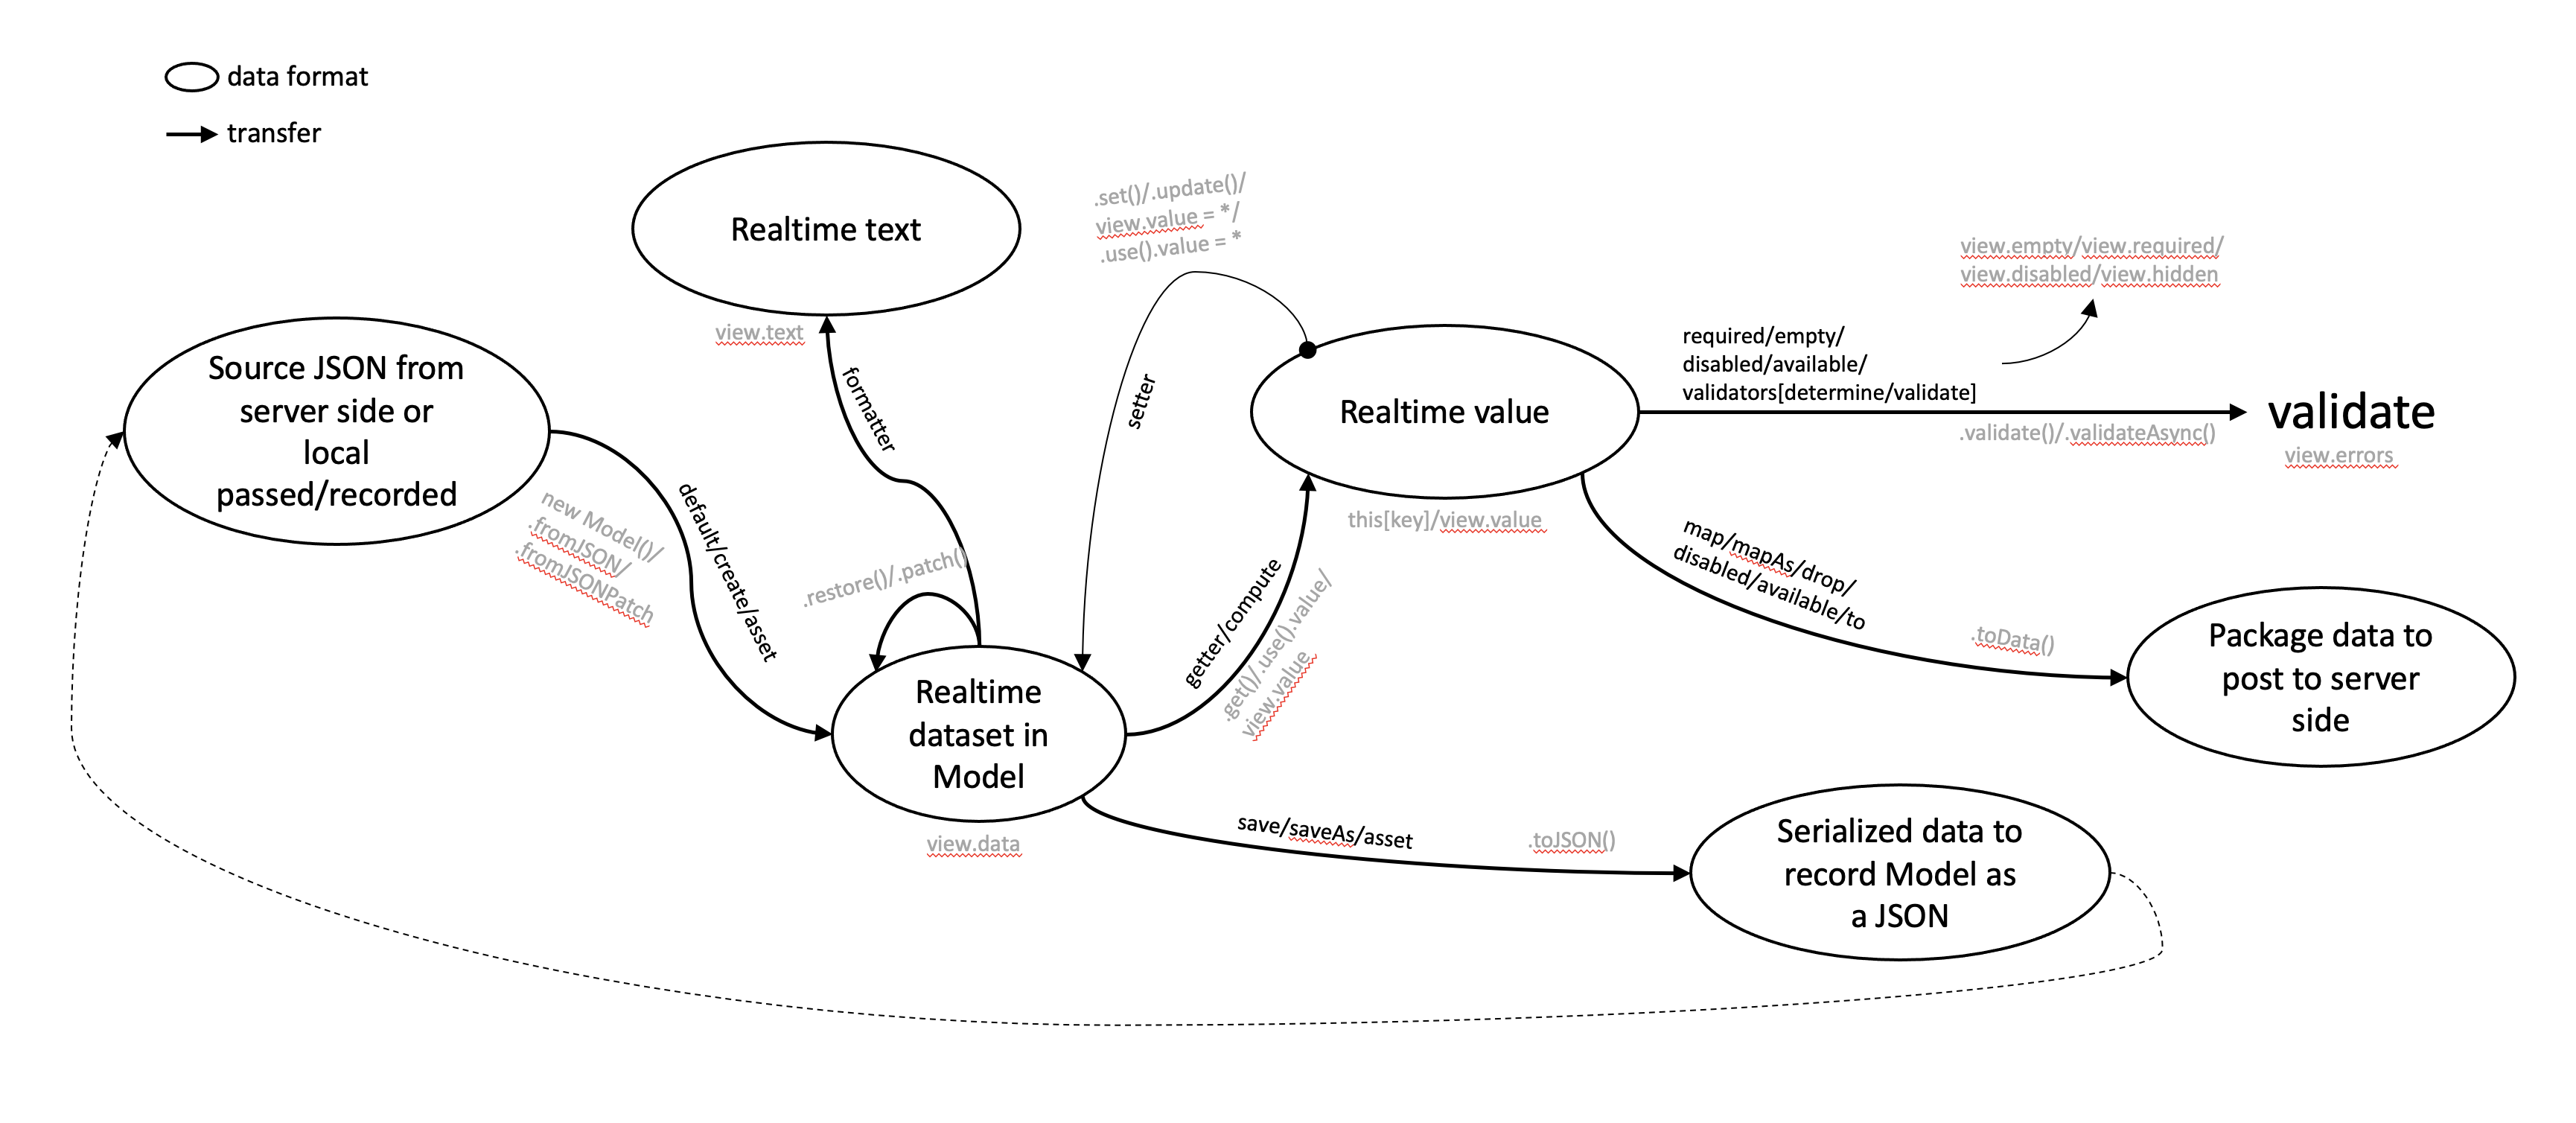 data format
transfer
Realtime text
view.text
.set()/.update()/
view.value = */
.use().value = *
view.empty/view.required/
view.disabled/view.hidden
Source JSON from
server side or
local
passed/recorded
formatter
setter
Realtime value
this[key]/view.value
required/empty/
disabled/available/
validators[determine/validate]
.validate()/.validateAsync()
validate
view.errors
new Model()/
.fromJSON/
.fromJSONPatch
default/create/asset
.restore()/.patch()
getter/compute
.get()/.use().value/
view.value
map/mapAs/drop/
disabled/available/to
.toData()
Package data to
post to server
side
Realtime
dataset in
Model
view.data
save/saveAs/asset
.toJSON()
Serialized data to
record Model as
a JSON